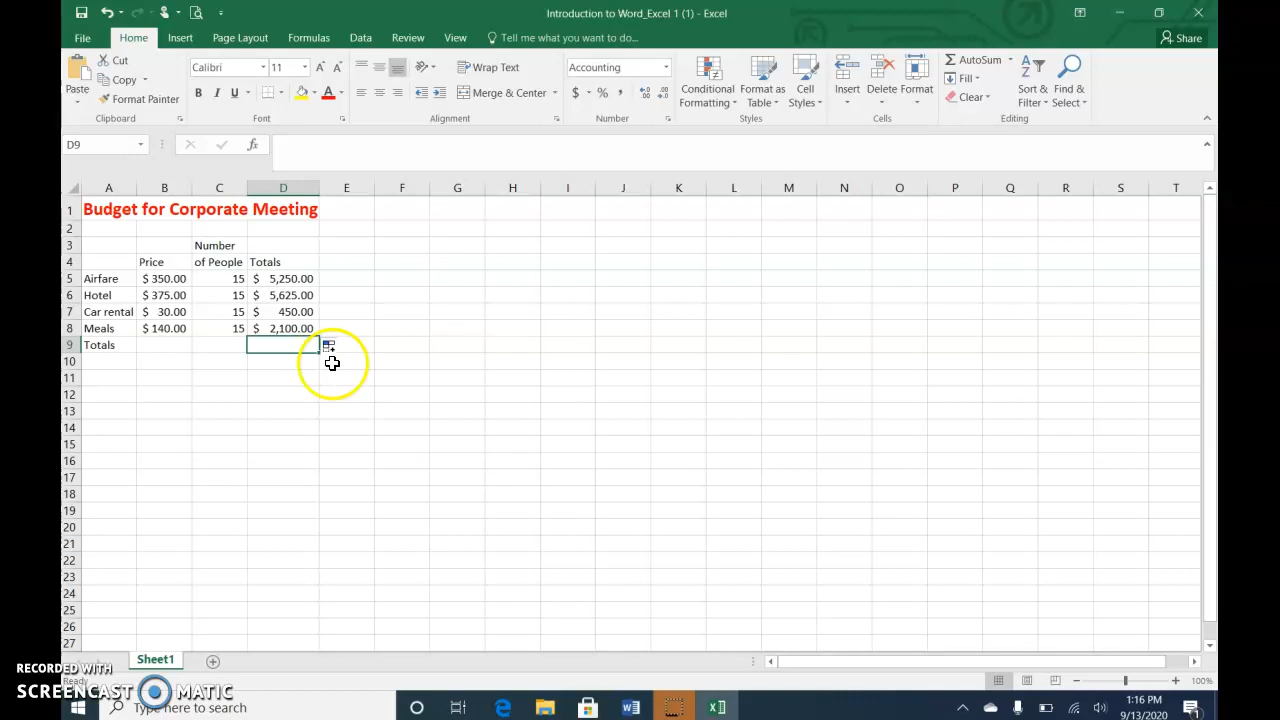 Introduction to Word_Excel 1 (1) - Excel
File Home Insert Page Layout Formulas Data Review View Tell me what you want to do... Share
Paste Cut Copy Format Painter Clipboard
Calibri 11 B I U A Font
Wrap Text Merge & Center Alignment
Accounting $ % , Number
Conditional Formatting Format as Table Cell Styles Styles
Insert Delete Format Cells
AutoSum Fill Clear Sort & Filter Find & Select Editing
D9 fx
A B C D E F G H I J K L M N O P Q R S T
1 Budget for Corporate Meeting
2
3 Number
4 Price of People Totals
5 Airfare $ 350.00 15 $ 5,250.00
6 Hotel $ 375.00 15 $ 5,625.00
7 Car rental $ 30.00 15 $ 450.00
8 Meals $ 140.00 15 $ 2,100.00
9 Totals
10
11
12
13
14
15
16
17
18
19
20
21
22
23
24
25
26
27
Sheet1
RECORDED WITH
SCREENCAST MATIC
Ready 100%
Type here to search
1:16 PM
9/13/2020